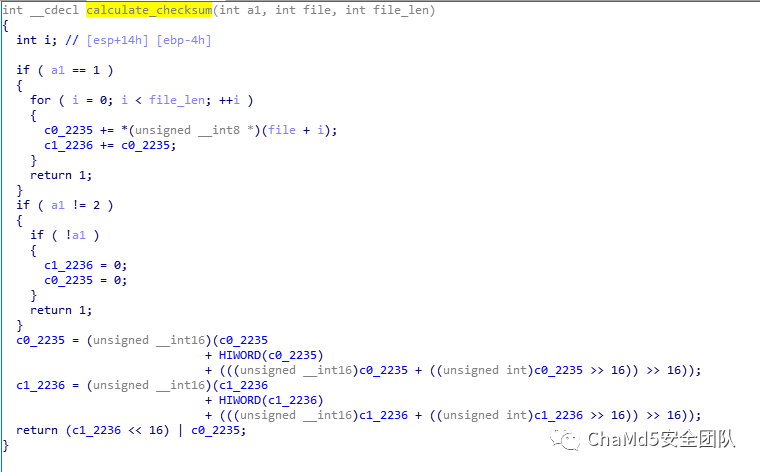 int __cdecl calculate_checksum(int a1, int file, int file_len)
{
  int i; // [esp+14h] [ebp-4h]

  if ( a1 == 1 )
  {
    for ( i = 0; i < file_len; ++i )
    {
      c0_2235 += *(unsigned __int8 *)(file + i);
      c1_2236 += c0_2235;
    }
    return 1;
  }
  if ( a1 != 2 )
  {
    if ( !a1 )
    {
      c1_2236 = 0;
      c0_2235 = 0;
    }
    return 1;
  }
  c0_2235 = (unsigned __int16)(c0_2235
                             + HIWORD(c0_2235)
                             + (((unsigned __int16)c0_2235 + ((unsigned int)c0_2235 >> 16)) >> 16));
  c1_2236 = (unsigned __int16)(c1_2236
                             + HIWORD(c1_2236)
                             + (((unsigned __int16)c1_2236 + ((unsigned int)c1_2236 >> 16)) >> 16));
  return (c1_2236 << 16) | c0_2235;
}
ChaMd5安全团队